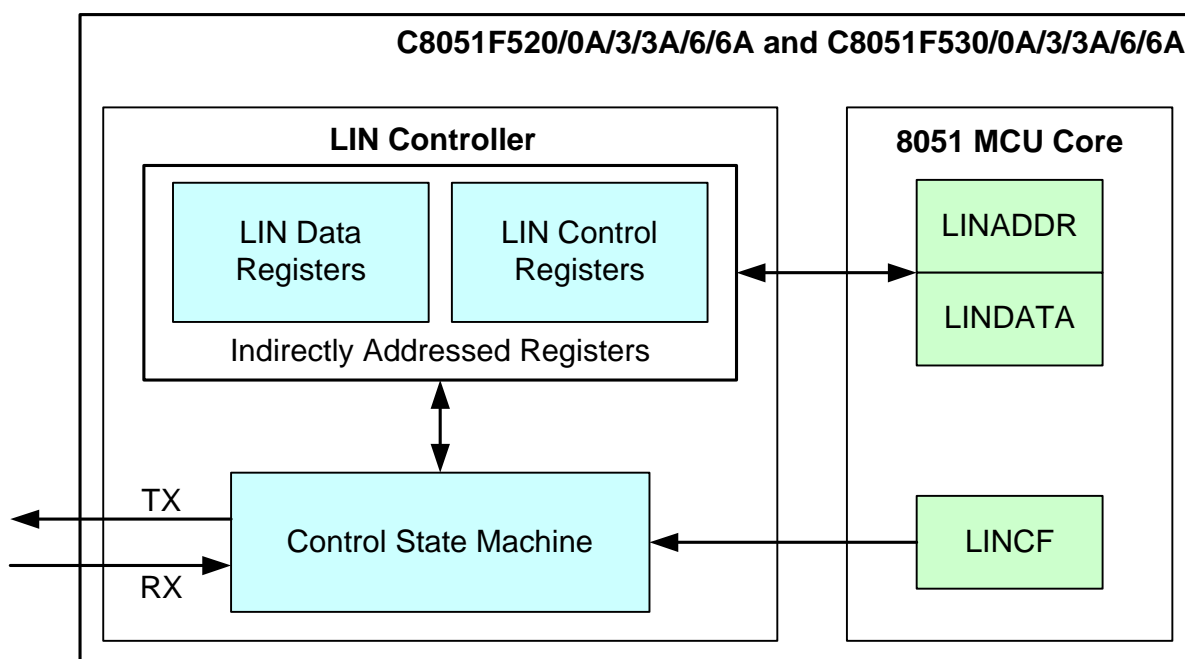 C8051F520/0A/3/3A/6/6A and C8051F530/0A/3/3A/6/6A
LIN Controller
8051 MCU Core
LIN Data
Registers
LIN Control
Registers
Indirectly Addressed Registers
LINADDR
LINDATA
TX
RX
Control State Machine
LINCF